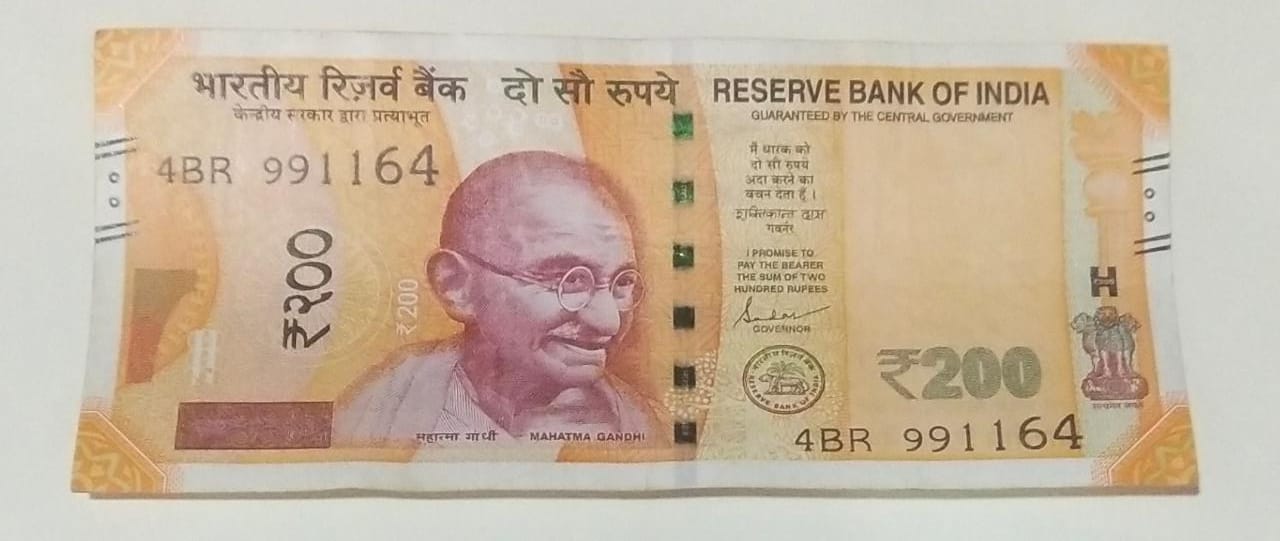 भारतीय रिज़र्व बैंक दो सौ रुपये RESERVE BANK OF INDIA
केन्द्रीय सरकार द्वारा प्रत्याभूत
GUARANTEED BY THE CENTRAL GOVERNMENT
4BR 991164
₹२००
₹200
मैं धारक को
दो सौ रुपये
अदा करने का
वचन देता हूँ ।
शक्तिकान्त दास
गवर्नर
I PROMISE TO
PAY THE BEARER
THE SUM OF TWO
HUNDRED RUPEES
GOVERNOR
₹200
सत्यमेव जयते
महात्मा गांधी MAHATMA GANDHI
4BR 991164